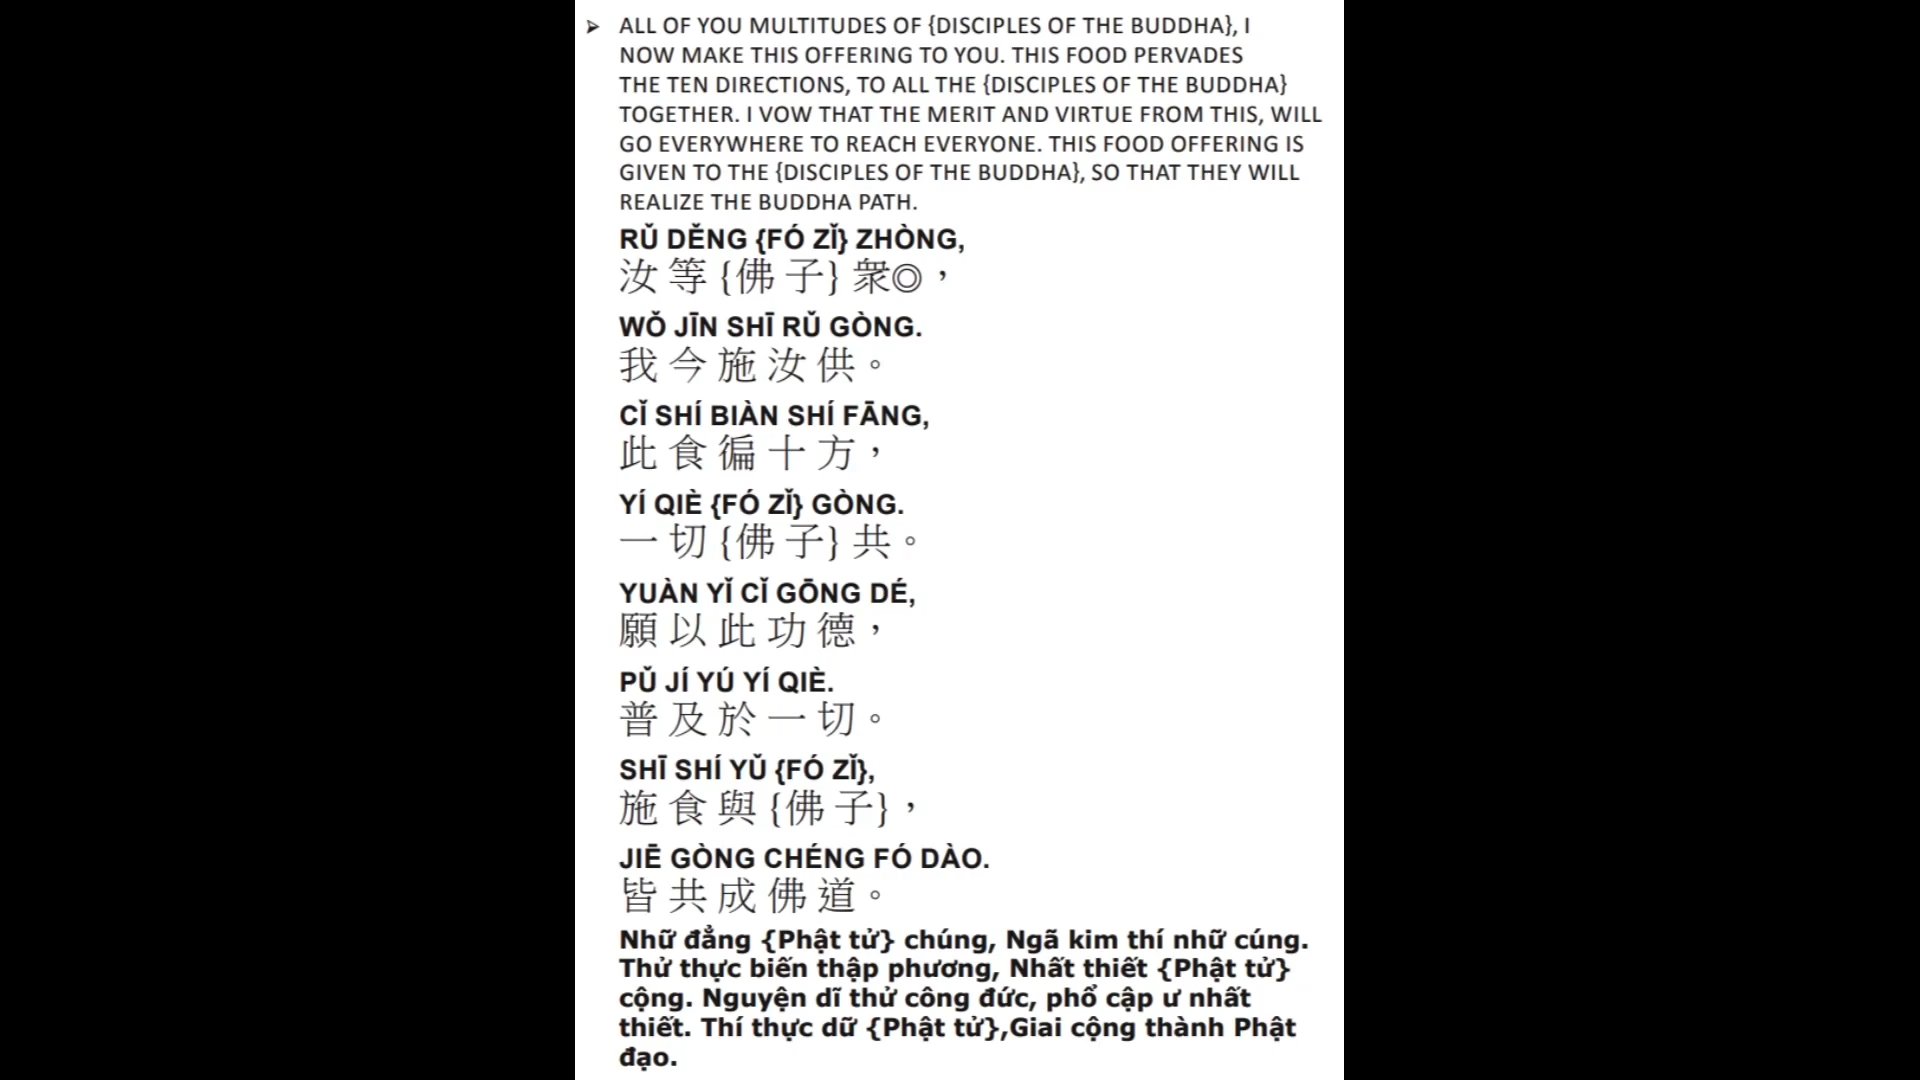 ➢ ALL OF YOU MULTITUDES OF {DISCIPLES OF THE BUDDHA}, I
NOW MAKE THIS OFFERING TO YOU. THIS FOOD PERVADES
THE TEN DIRECTIONS, TO ALL THE {DISCIPLES OF THE BUDDHA}
TOGETHER. I VOW THAT THE MERIT AND VIRTUE FROM THIS, WILL
GO EVERYWHERE TO REACH EVERYONE. THIS FOOD OFFERING IS
GIVEN TO THE {DISCIPLES OF THE BUDDHA}, SO THAT THEY WILL
REALIZE THE BUDDHA PATH.
RǓ DĚNG {FÓ ZǏ} ZHÒNG,
汝 等 {佛 子} 衆◎，
WǑ JĪN SHĪ RǓ GÒNG.
我 今 施 汝 供。
CǏ SHÍ BIÀN SHÍ FĀNG,
此 食 徧 十 方，
YÍ QIÈ {FÓ ZǏ} GÒNG.
一 切 {佛 子} 共。
YUÀN YǏ CǏ GŌNG DÉ,
願 以 此 功 德，
PǓ JÍ YÚ YÍ QIÈ.
普 及 於 一 切。
SHĪ SHÍ YǓ {FÓ ZǏ},
施 食 與 {佛 子}，
JIĒ GÒNG CHÉNG FÓ DÀO.
皆 共 成 佛 道。
Nhữ đẳng {Phật tử} chúng, Ngã kim thí nhữ cúng.
Thử thực biến thập phương, Nhất thiết {Phật tử}
cộng. Nguyện dĩ thử công đức, phổ cập ư nhất
thiết. Thí thực dữ {Phật tử},Giai cộng thành Phật
đạo.